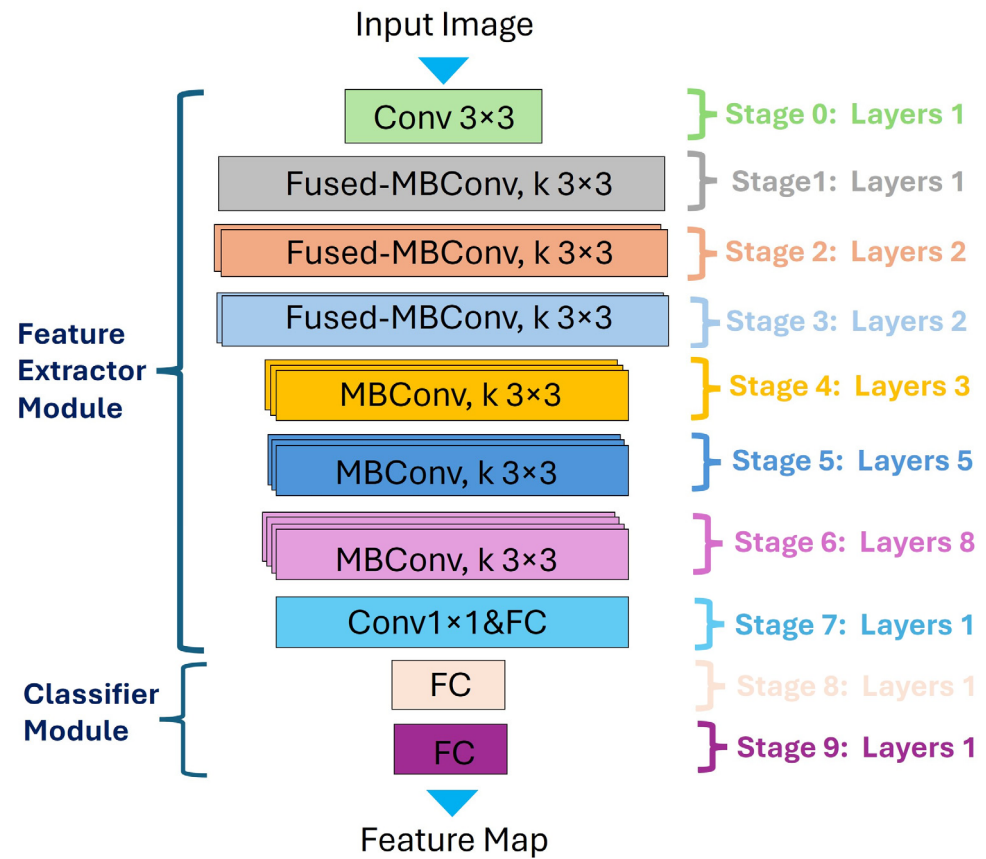 Input Image
Conv 3×3
Stage 0: Layers 1
Fused-MBConv, k 3×3
Stage1: Layers 1
Fused-MBConv, k 3×3
Stage 2: Layers 2
Fused-MBConv, k 3×3
Stage 3: Layers 2
Feature
Extractor
Module
MBConv, k 3×3
Stage 4: Layers 3
MBConv, k 3×3
Stage 5: Layers 5
MBConv, k 3×3
Stage 6: Layers 8
Conv1×1&FC
Stage 7: Layers 1
Classifier
Module
FC
Stage 8: Layers 1
FC
Stage 9: Layers 1
Feature Map